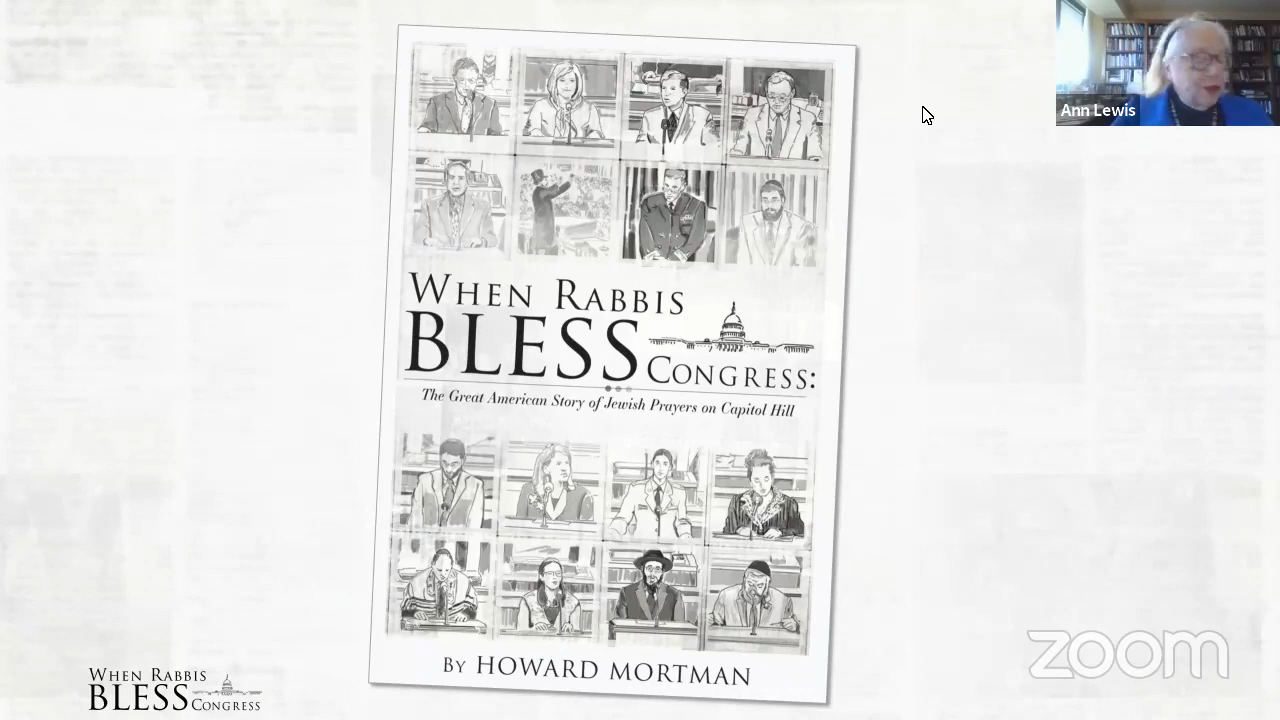 Ann Lewis
WHEN RABBIS
BLESS
CONGRESS:
The Great American Story of Jewish Prayers on Capitol Hill
BY HOWARD MORTMAN
WHEN RABBIS
BLESS CONGRESS
zoom